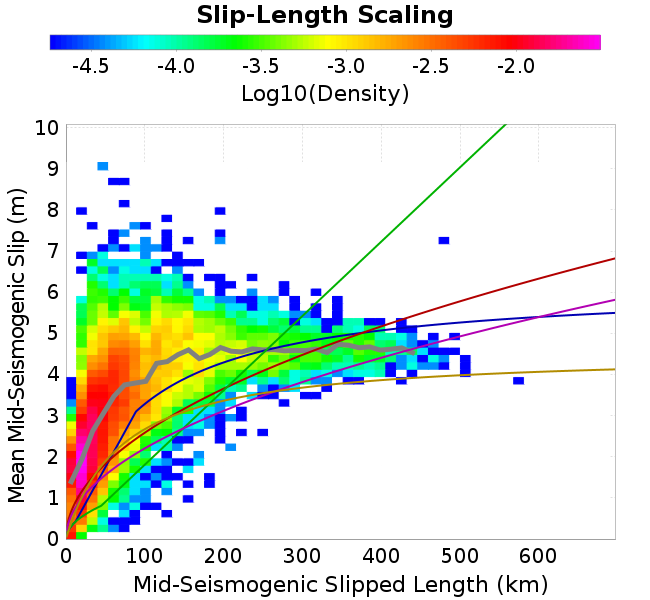 Slip-Length Scaling
-4.5 -4.0 -3.5 -3.0 -2.5 -2.0
Log10(Density)
10
9
8
7
6
5
4
3
2
1
0
Mean Mid-Seismogenic Slip (m)
0 100 200 300 400 500 600
Mid-Seismogenic Slipped Length (km)